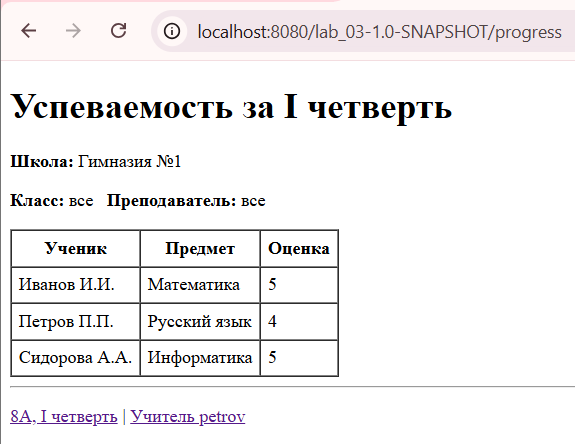 localhost:8080/lab_03-1.0-SNAPSHOT/progress
Успеваемость за I четверть
Школа: Гимназия №1
Класс: все Преподаватель: все
Ученик Предмет Оценка
Иванов И.И. Математика 5
Петров П.П. Русский язык 4
Сидорова А.А. Информатика 5
8А, I четверть | Учитель petrov